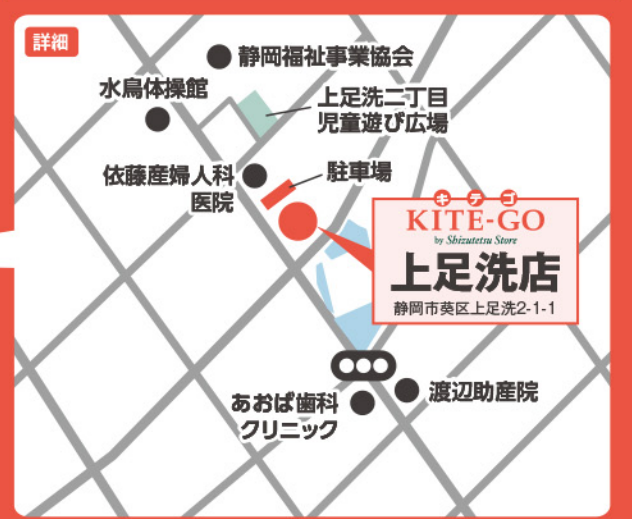 詳細
静岡福祉事業協会
水鳥体操館
上足洗二丁目
児童遊び広場
依藤産婦人科
医院
駐車場
キテゴ
KITE-GO
by Shizutetsu Store
上足洗店
静岡市葵区上足洗2-1-1
あおば歯科
クリニック
渡辺助産院